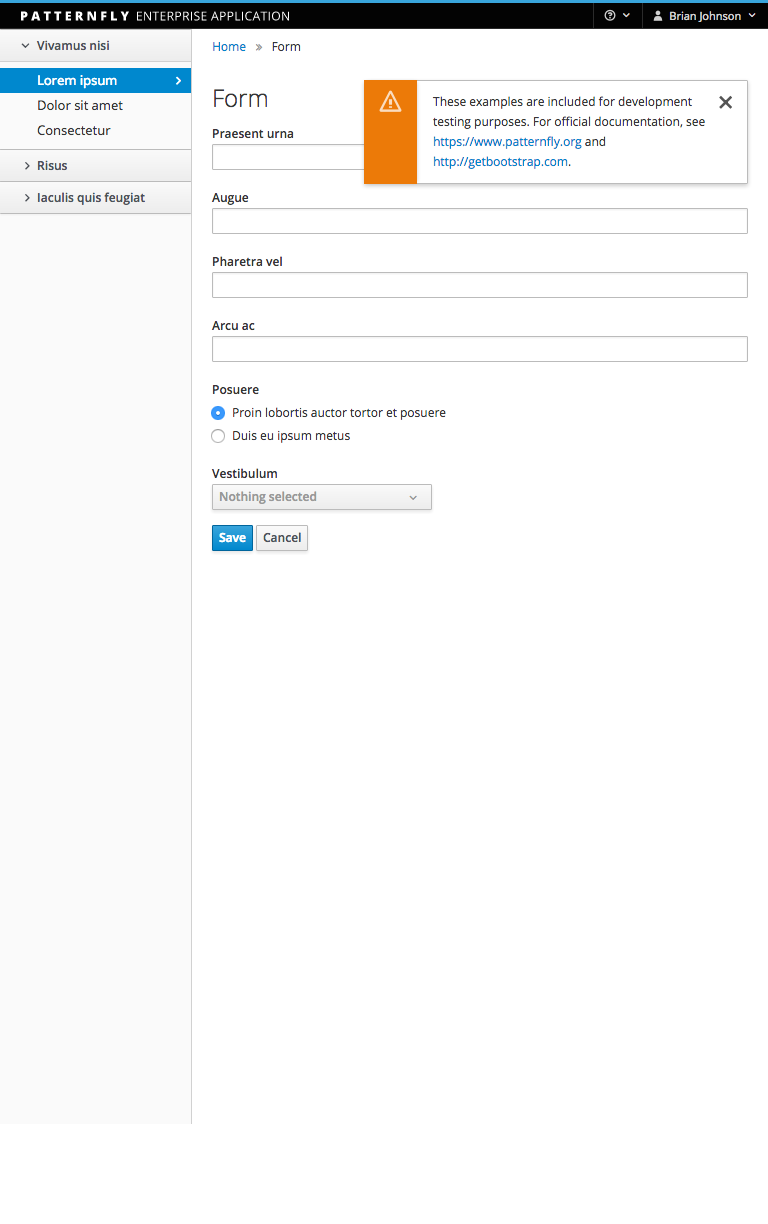 PATTERNFLY ENTERPRISE APPLICATION
Brian Johnson
Vivamus nisi
Lorem ipsum
Dolor sit amet
Consectetur
Risus
Iaculis quis feugiat
Home » Form
Form
These examples are included for development
testing purposes. For official documentation, see
https://www.patternfly.org and
http://getbootstrap.com.
Praesent urna
Augue
Pharetra vel
Arcu ac
Posuere
Proin lobortis auctor tortor et posuere
Duis eu ipsum metus
Vestibulum
Nothing selected
Save Cancel